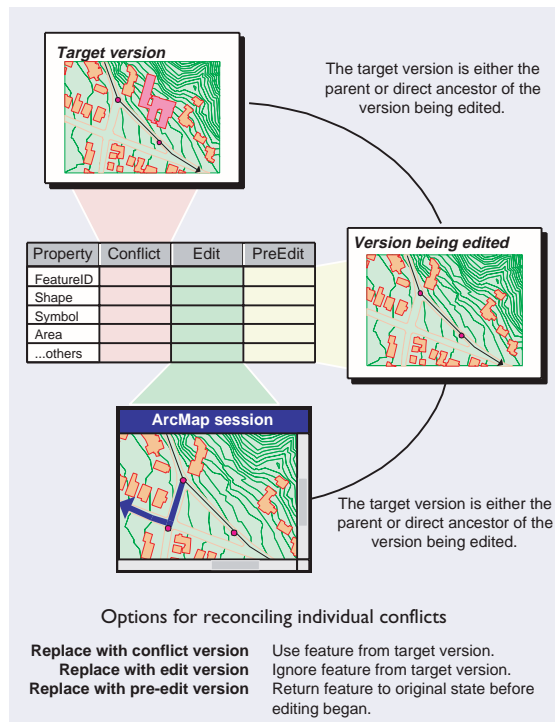 Target version
The target version is either the
parent or direct ancestor of the
version being edited.
Property Conflict Edit PreEdit
FeatureID
Shape
Symbol
Area
...others
Version being edited
ArcMap session
The target version is either the
parent or direct ancestor of the
version being edited.
Options for reconciling individual conflicts
Replace with conflict version Use feature from target version.
Replace with edit version Ignore feature from target version.
Replace with pre-edit version Return feature to original state before
editing began.